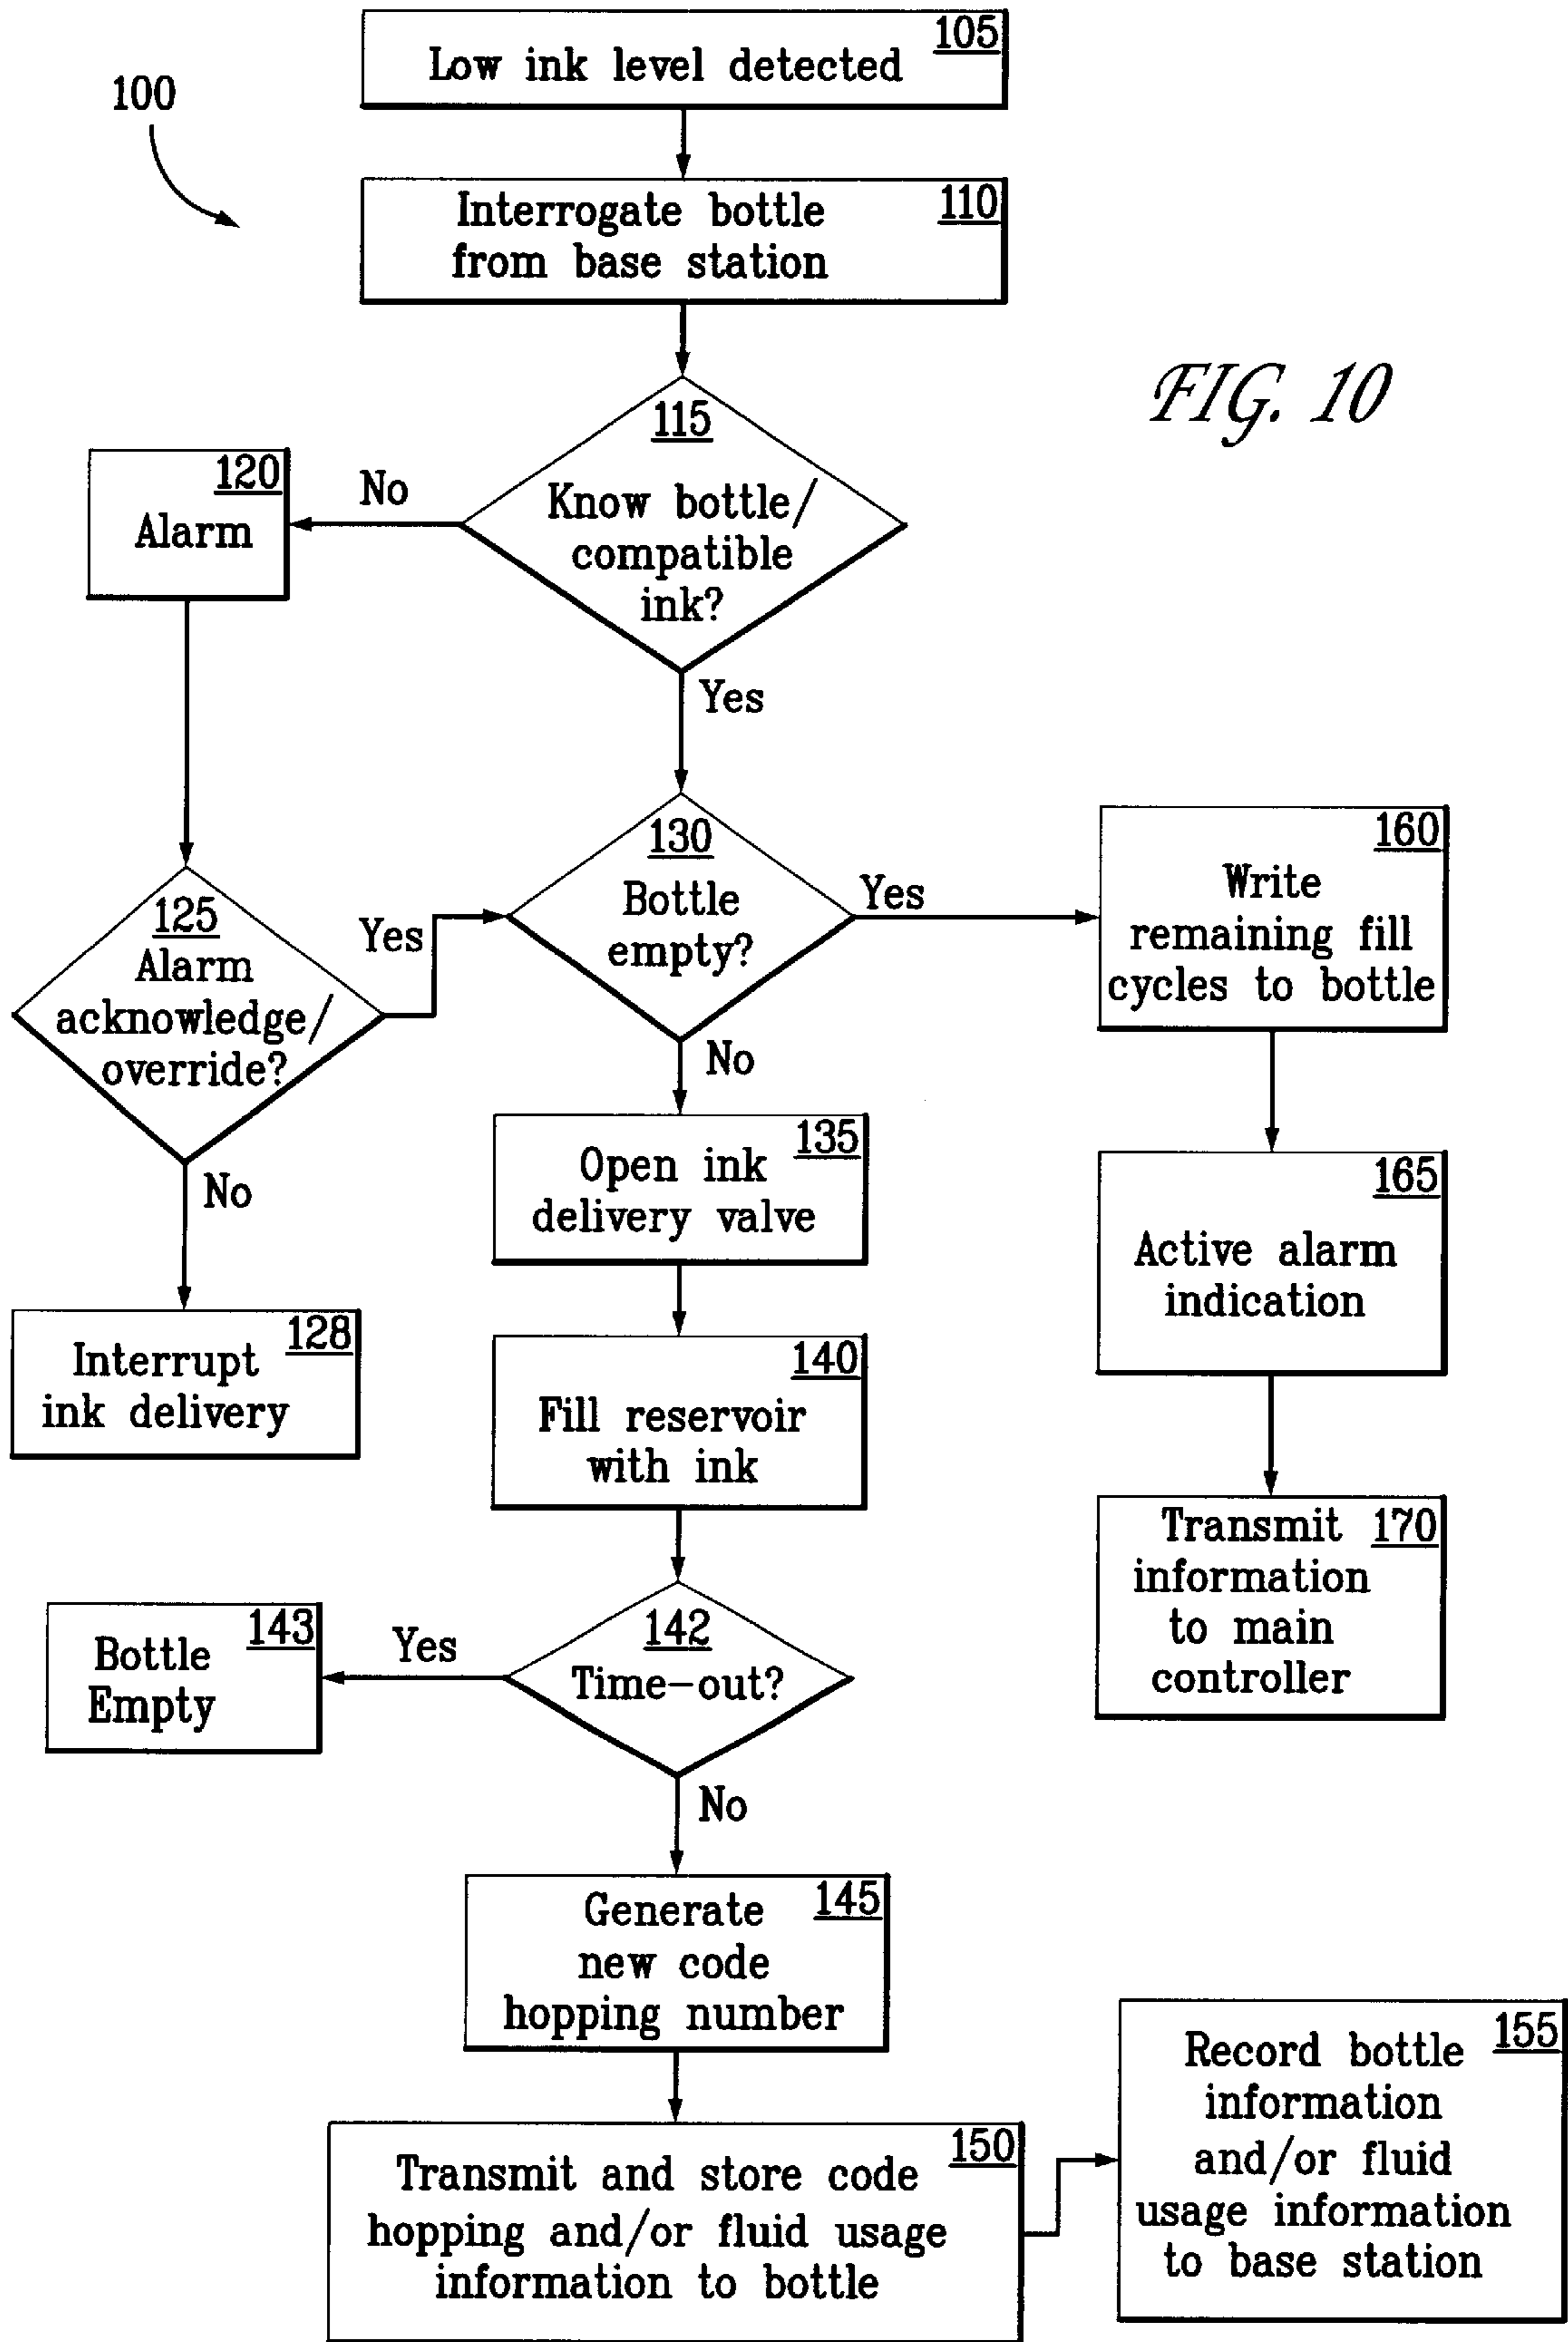 105
Low ink level detected
100
110
Interrogate bottle
from base station
FIG. 10
115
Know bottle/
compatible
ink?
No
120
Alarm
Yes
125
Alarm
acknowledge/
override?
Yes
No
128
Interrupt
ink delivery
130
Bottle
empty?
Yes
No
160
Write
remaining fill
cycles to bottle
165
Active alarm
indication
170
Transmit
information
to main
controller
135
Open ink
delivery valve
140
Fill reservoir
with ink
142
Time-out?
Yes
143
Bottle
Empty
No
145
Generate
new code
hopping number
150
Transmit and store code
hopping and/or fluid usage
information to bottle
155
Record bottle
information
and/or fluid
usage information
to base station